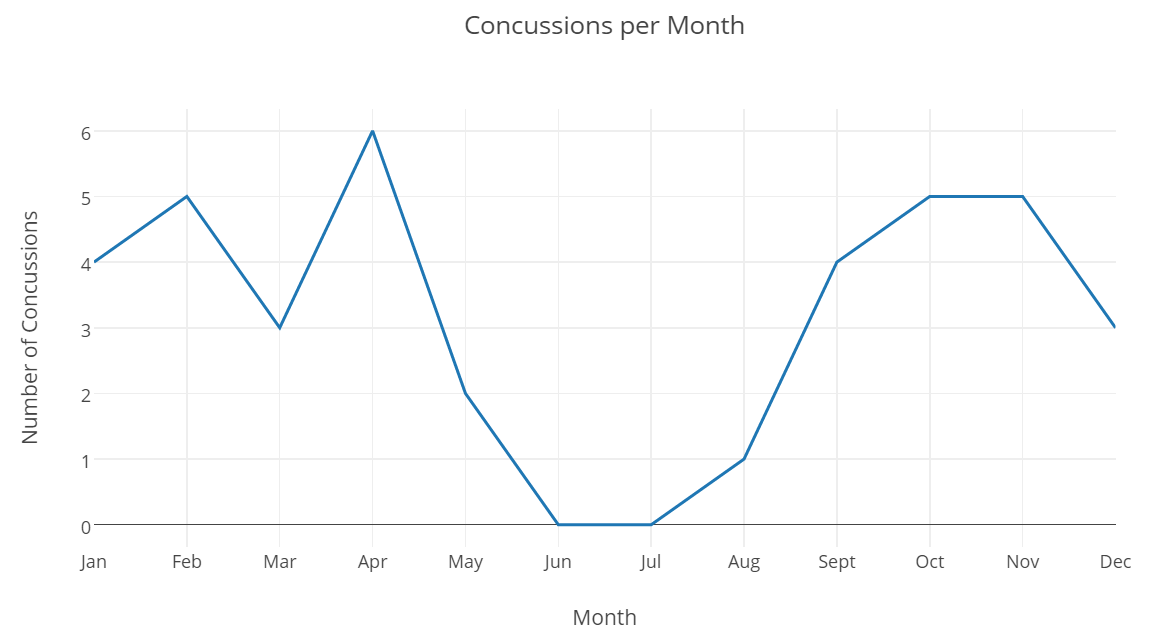 Concussions per Month
Number of Concussions
6
5
4
3
2
1
0
Jan Feb Mar Apr May Jun Jul Aug Sept Oct Nov Dec
Month